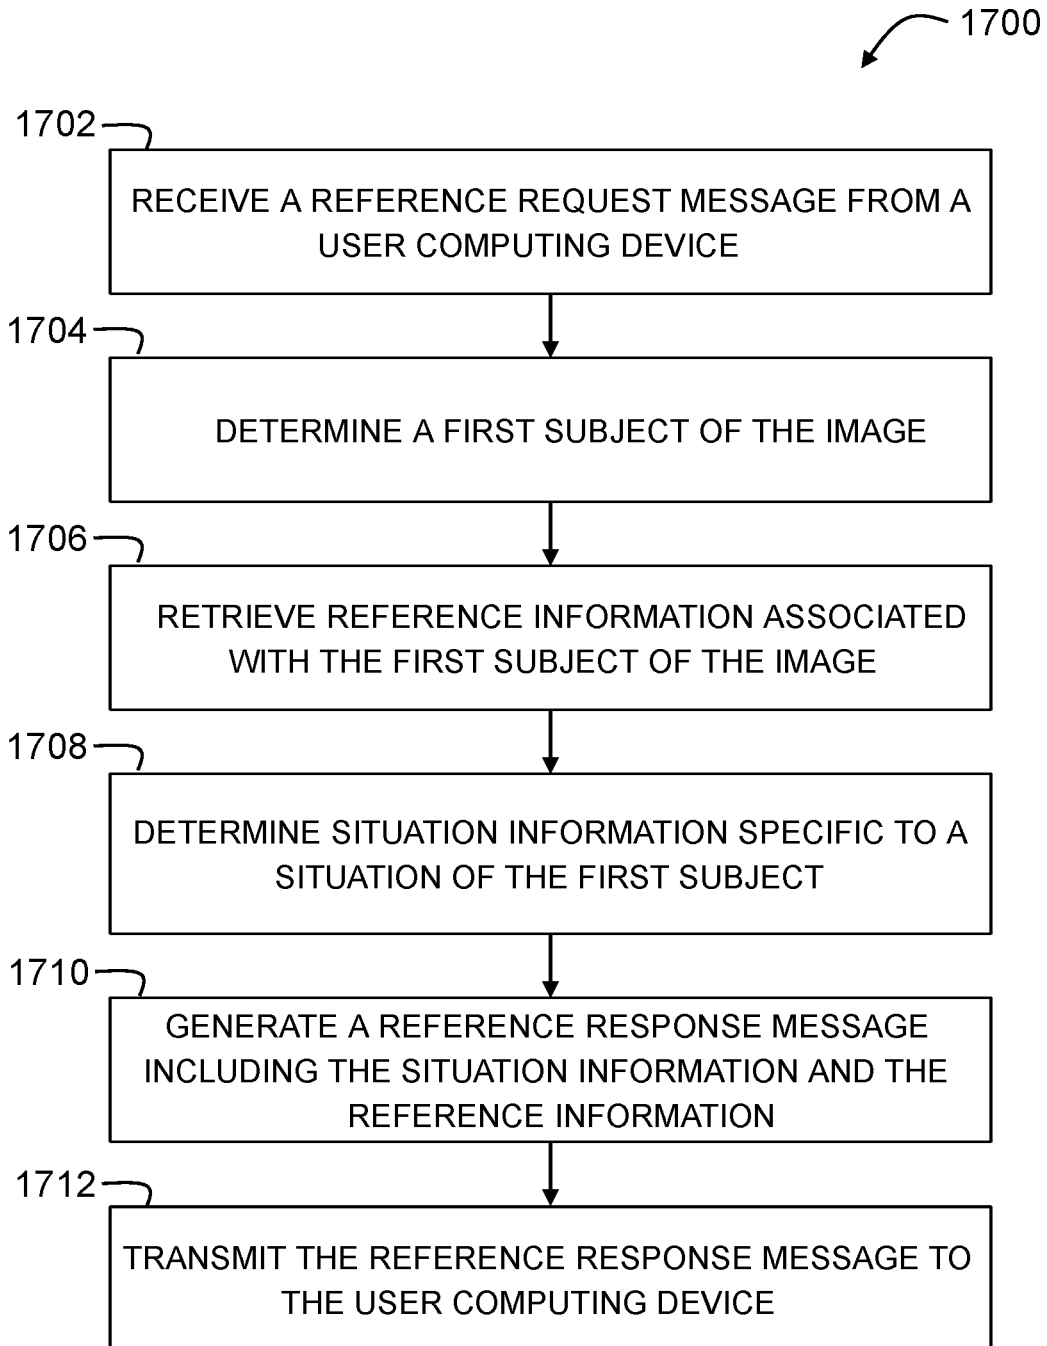 1700
1702
RECEIVE A REFERENCE REQUEST MESSAGE FROM A
USER COMPUTING DEVICE
1704
DETERMINE A FIRST SUBJECT OF THE IMAGE
1706
RETRIEVE REFERENCE INFORMATION ASSOCIATED
WITH THE FIRST SUBJECT OF THE IMAGE
1708
DETERMINE SITUATION INFORMATION SPECIFIC TO A
SITUATION OF THE FIRST SUBJECT
1710
GENERATE A REFERENCE RESPONSE MESSAGE
INCLUDING THE SITUATION INFORMATION AND THE
REFERENCE INFORMATION
1712
TRANSMIT THE REFERENCE RESPONSE MESSAGE TO
THE USER COMPUTING DEVICE